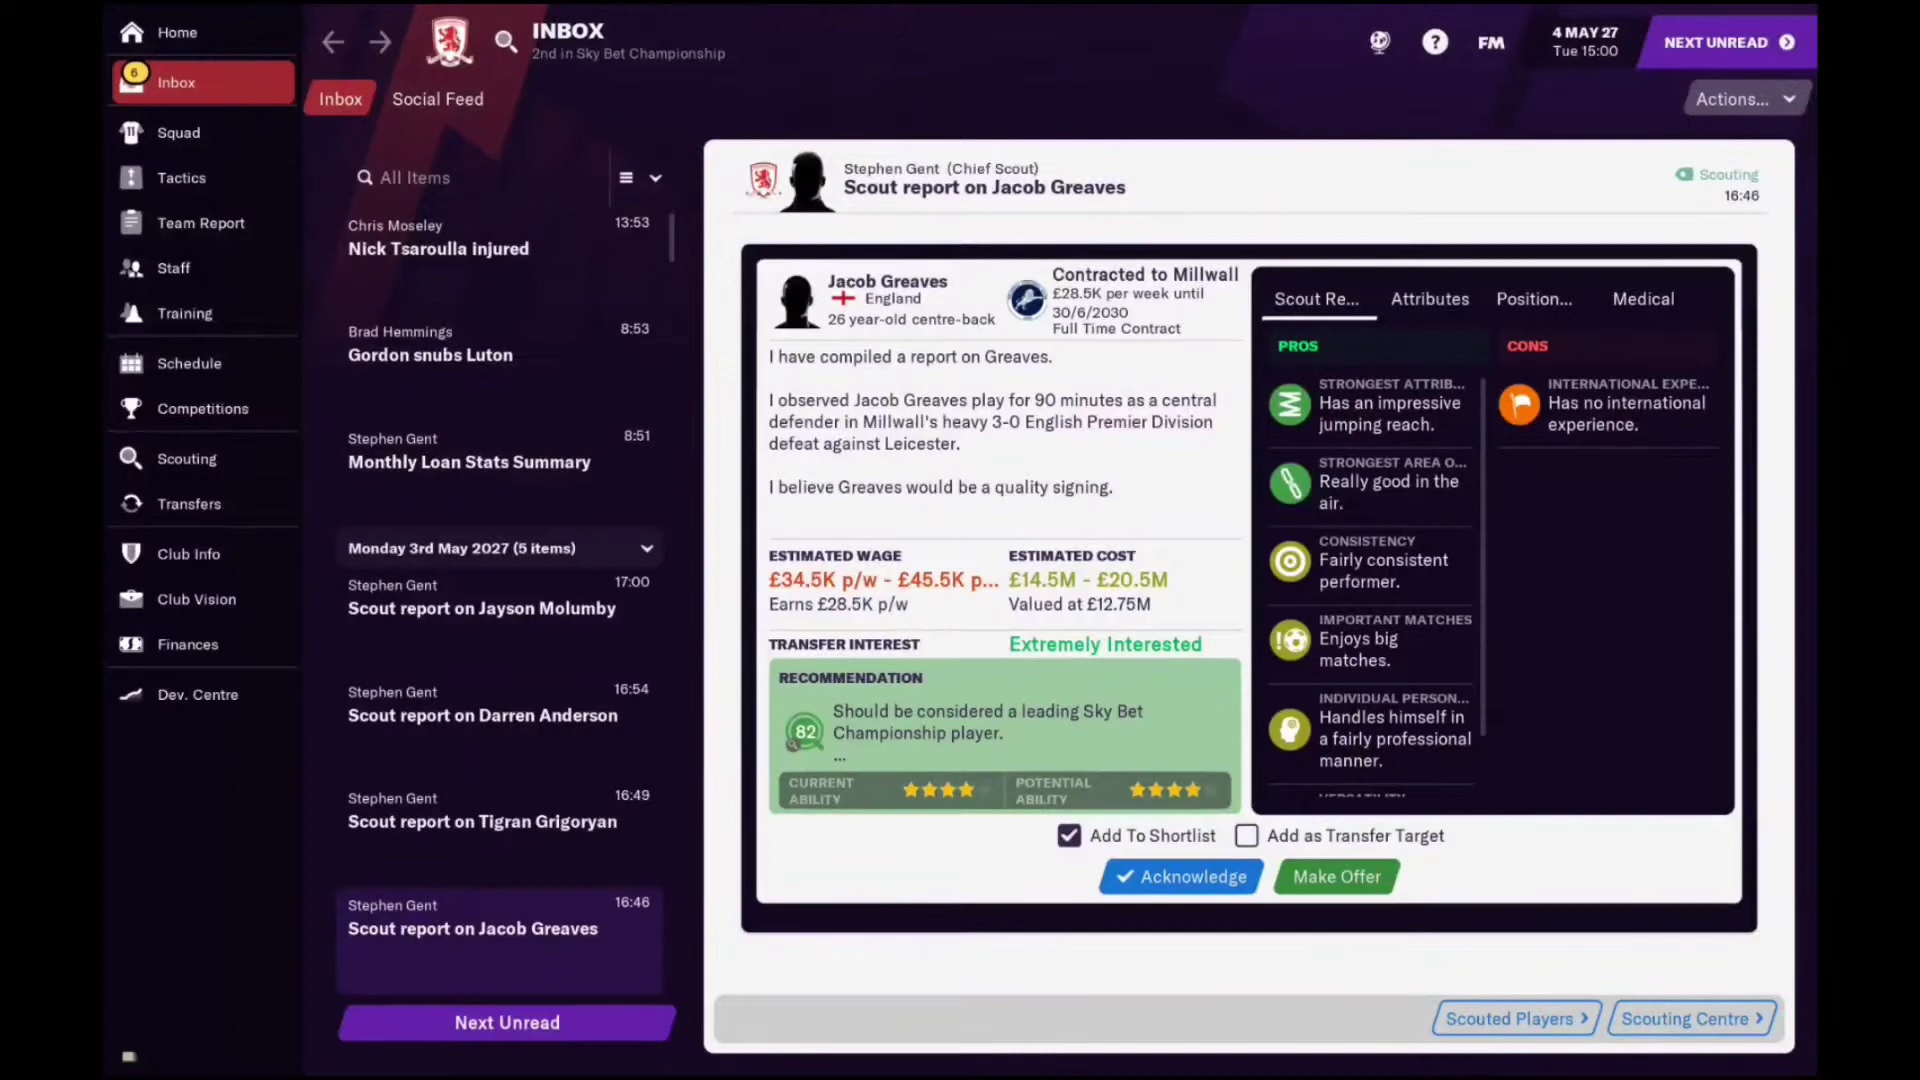 Home
6
Inbox
Squad
Tactics
Team Report
Staff
Training
Schedule
Competitions
Scouting
Transfers
Club Info
Club Vision
Finances
Dev. Centre
INBOX
2nd in Sky Bet Championship
?
FM
4 MAY 27
Tue 15:00
NEXT UNREAD
Inbox
Social Feed
Actions...
All Items
Chris Moseley
13:53
Nick Tsaroulla injured
Brad Hemmings
8:53
Gordon snubs Luton
Stephen Gent
8:51
Monthly Loan Stats Summary
Monday 3rd May 2027 (5 items)
Stephen Gent
17:00
Scout report on Jayson Molumby
Stephen Gent
16:54
Scout report on Darren Anderson
Stephen Gent
16:49
Scout report on Tigran Grigoryan
Stephen Gent
16:46
Scout report on Jacob Greaves
Next Unread
Stephen Gent (Chief Scout)
Scout report on Jacob Greaves
Scouting
16:46
Jacob Greaves
England
26 year-old centre-back
Contracted to Millwall
£28.5K per week until
30/6/2030
Full Time Contract
I have compiled a report on Greaves.
I observed Jacob Greaves play for 90 minutes as a central
defender in Millwall's heavy 3-0 English Premier Division
defeat against Leicester.
I believe Greaves would be a quality signing.
ESTIMATED WAGE
£34.5K p/w - £45.5K p...
Earns £28.5K p/w
ESTIMATED COST
£14.5M - £20.5M
Valued at £12.75M
TRANSFER INTEREST
Extremely Interested
RECOMMENDATION
82
Should be considered a leading Sky Bet
Championship player.
...
CURRENT
ABILITY
POTENTIAL
ABILITY
Scout Re...
Attributes
Position...
Medical
PROS
STRONGEST ATTRIB...
Has an impressive
jumping reach.
STRONGEST AREA O...
Really good in the
air.
CONSISTENCY
Fairly consistent
performer.
IMPORTANT MATCHES
Enjoys big
matches.
INDIVIDUAL PERSON...
Handles himself in
a fairly professional
manner.
VERSATILITY
CONS
INTERNATIONAL EXPE...
Has no international
experience.
Add To Shortlist
Add as Transfer Target
Acknowledge
Make Offer
Scouted Players
Scouting Centre